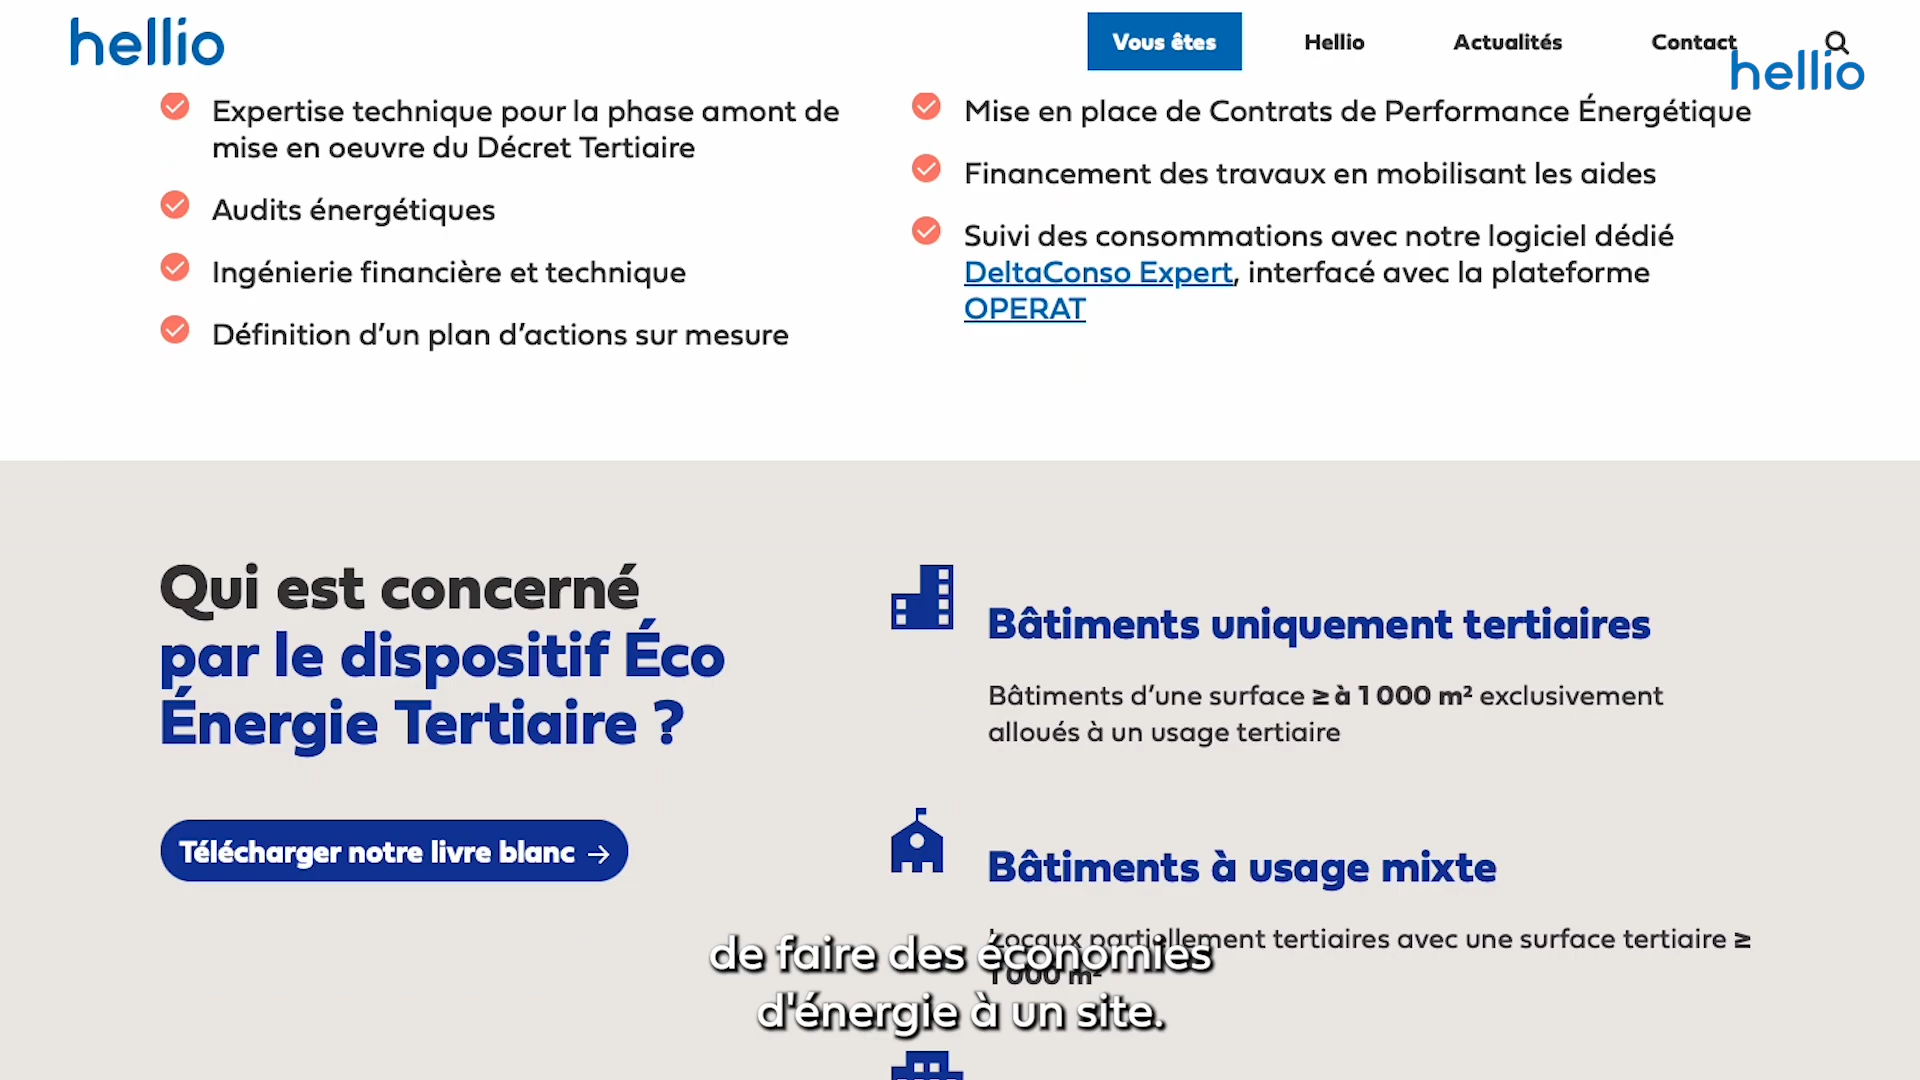 hellio
Vous êtes
Hellio
Actualités
Contact
hellio
Expertise technique pour la phase amont de
mise en oeuvre du Décret Tertiaire
Audits énergétiques
Ingénierie financière et technique
Définition d’un plan d’actions sur mesure
Mise en place de Contrats de Performance Énergétique
Financement des travaux en mobilisant les aides
Suivi des consommations avec notre logiciel dédié
DeltaConso Expert, interfacé avec la plateforme
OPERAT
Qui est concerné
par le dispositif Éco
Énergie Tertiaire ?
Télécharger notre livre blanc →
Bâtiments uniquement tertiaires
Bâtiments d’une surface ≥ à 1 000 m² exclusivement
alloués à un usage tertiaire
Bâtiments à usage mixte
Locaux partiellement tertiaires avec une surface tertiaire ≥
1 000 m²
de faire des économies
d'énergie à un site.